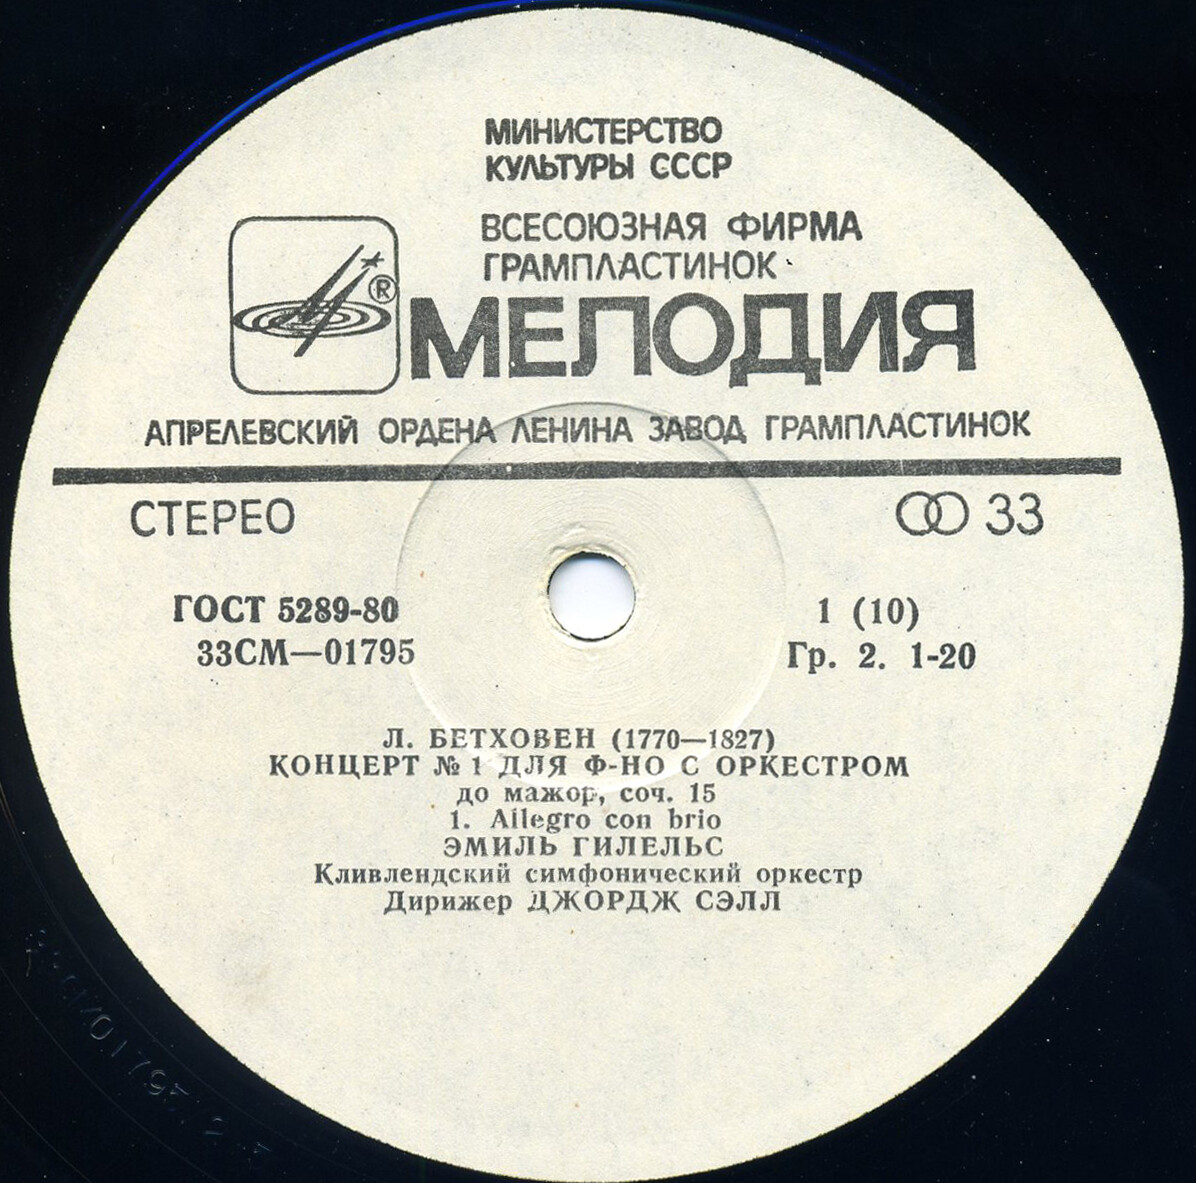 МИНИСТЕРСТВО
КУЛЬТУРЫ СССР
ВСЕСОЮЗНАЯ ФИРМА
ГРАМПЛАСТИНОК
®
МЕЛОДИЯ
АПРЕЛЕВСКИЙ ОРДЕНА ЛЕНИНА ЗАВОД ГРАМПЛАСТИНОК
СТЕРЕО 33
ГОСТ 5289-80 1 (10)
33СМ—01795 Гр. 2. 1-20
Л. БЕТХОВЕН (1770—1827)
КОНЦЕРТ № 1 ДЛЯ Ф-НО С ОРКЕСТРОМ
до мажор, соч. 15
1. Allegro con brio
ЭМИЛЬ ГИЛЕЛЬС
Кливлендский симфонический оркестр
Дирижер ДЖОРДЖ СЭЛЛ